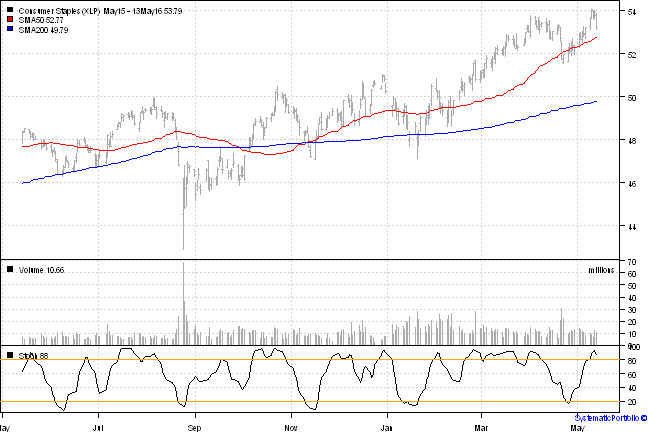 Consumer Staples (XLP) May15 - 13May16 53.79
SMA50 52.77
SMA200 49.79
54
52
50
48
46
44
Volume 10.66
millions
70
60
50
40
30
20
10
Stoch 88
80
60
40
20
Jul
Sep
Nov
Jan
Mar
May
SystematicPortfolio ©